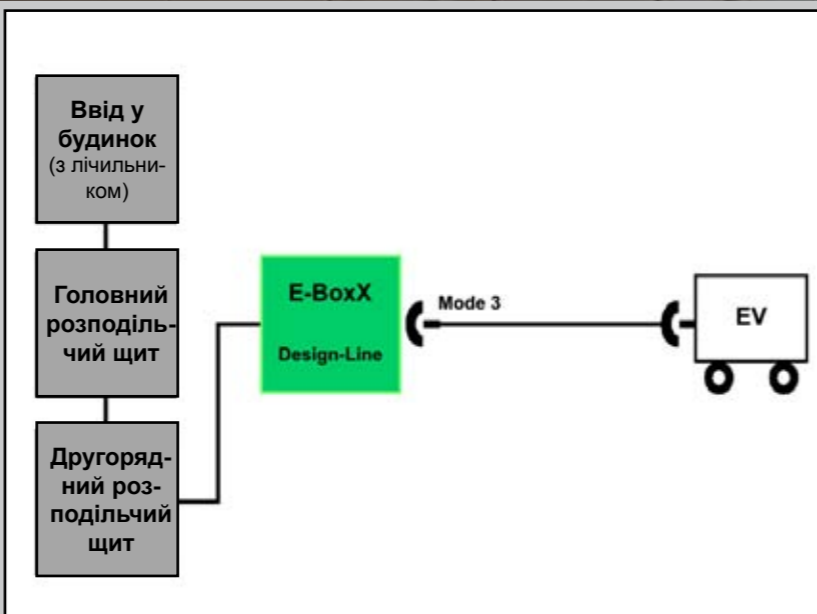 Ввід у
будинок
(з лічильни-
ком)
Головний
розподіль-
чий щит
Другоряд-
ний роз-
подільчий
щит
E-BoxX
Design-Line
Mode 3
EV